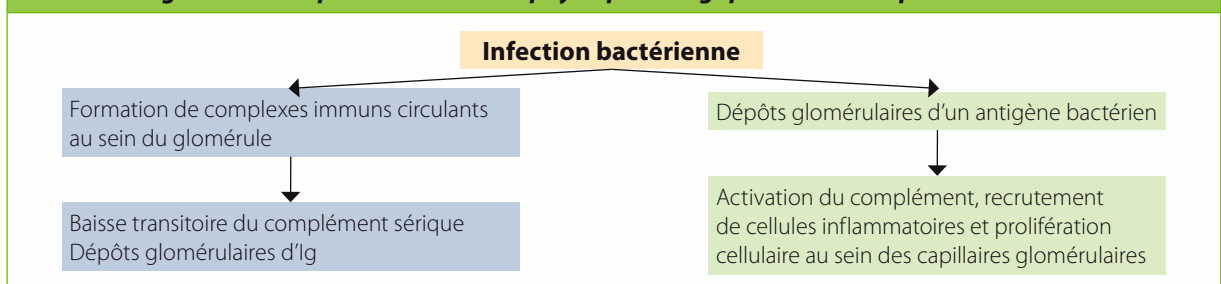 Infection bactérienne
Formation de complexes immuns circulants
au sein du glomérule
Baisse transitoire du complément sérique
Dépôts glomérulaires d'Ig
Dépôts glomérulaires d'un antigène bactérien
Activation du complément, recrutement
de cellules inflammatoires et prolifération
cellulaire au sein des capillaires glomérulaires